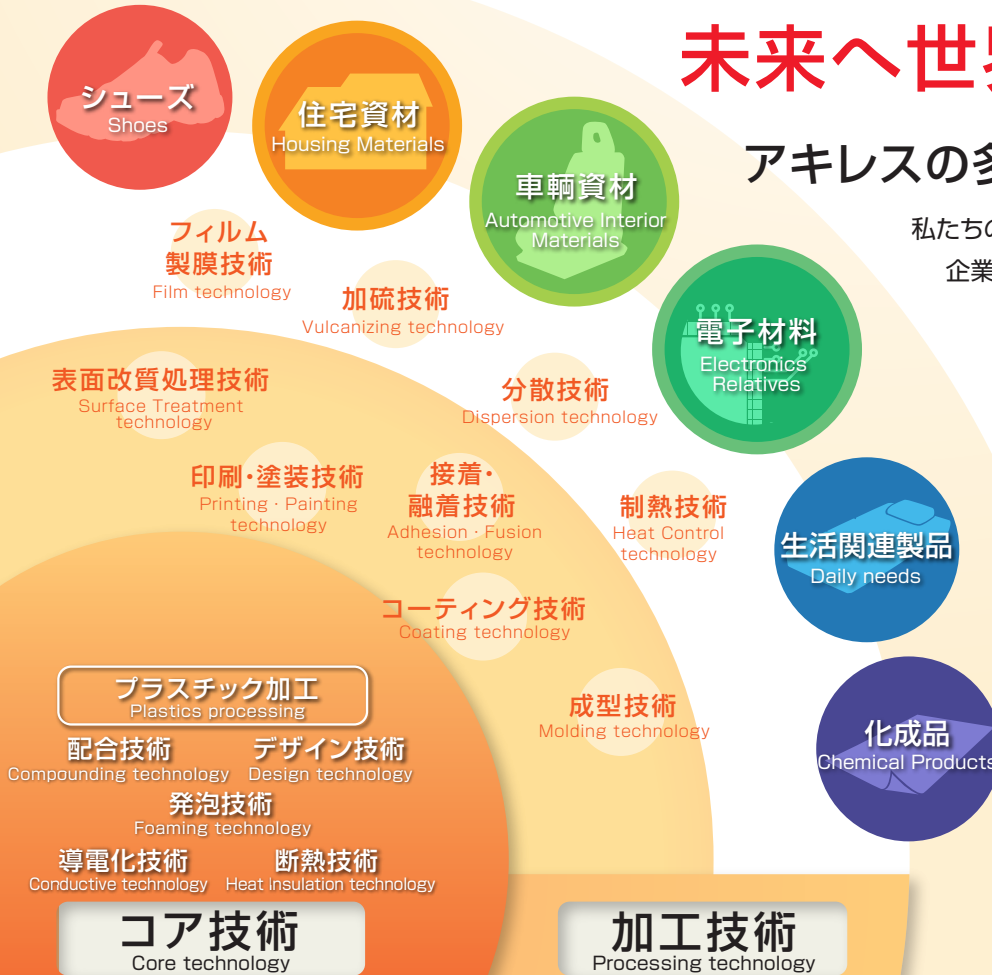 未来へ世
アキレスの多
私たちの
企業
シューズ
Shoes
住宅資材
Housing Materials
車輌資材
Automotive Interior
Materials
電子材料
Electronics
Relatives
生活関連製品
Daily needs
化成品
Chemical Products
フィルム
製膜技術
Film technology
加硫技術
Vulcanizing technology
分散技術
Dispersion technology
制熱技術
Heat Control
technology
表面改質処理技術
Surface Treatment
technology
印刷・塗装技術
Printing · Painting
technology
接着・
融着技術
Adhesion · Fusion
technology
コーティング技術
Coating technology
成型技術
Molding technology
プラスチック加工
Plastics processing
配合技術
Compounding technology
デザイン技術
Design technology
発泡技術
Foaming technology
導電化技術
Conductive technology
断熱技術
Heat Insulation technology
コア技術
Core technology
加工技術
Processing technology